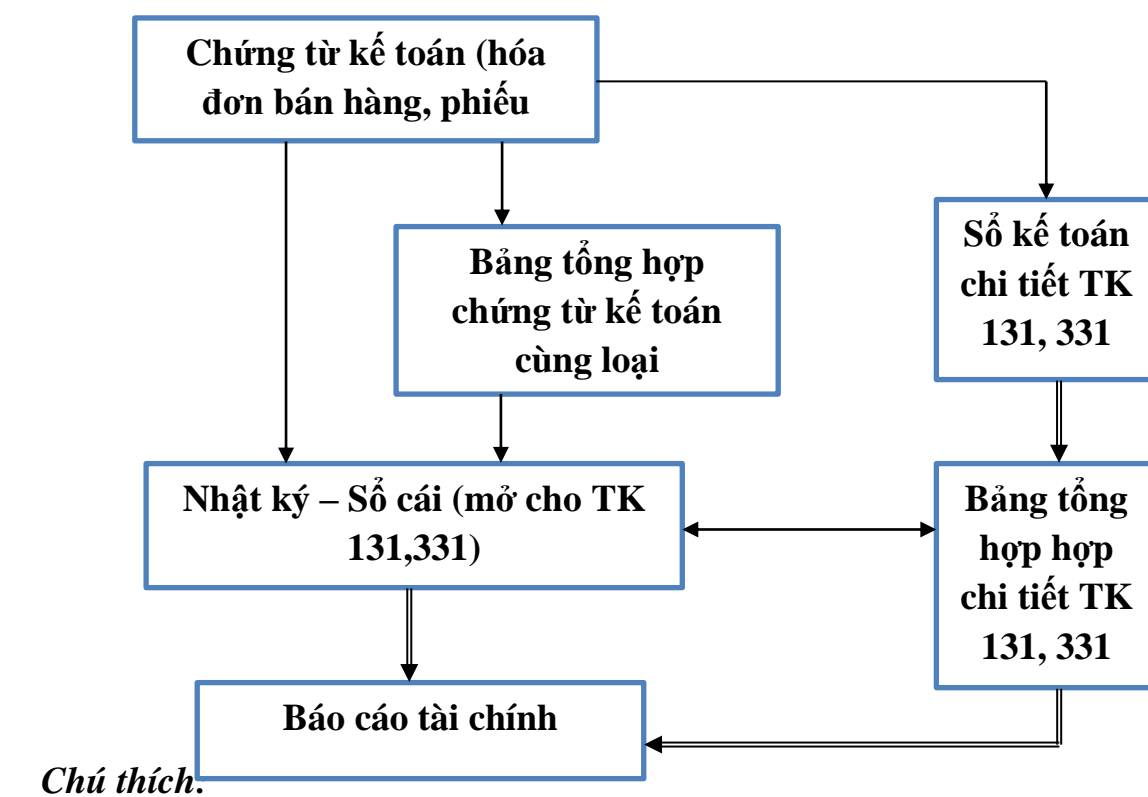 Chứng từ kế toán (hóa
đơn bán hàng, phiếu
Bảng tổng hợp
chứng từ kế toán
cùng loại
Sổ kế toán
chi tiết TK
131, 331
Nhật ký – Sổ cái (mở cho TK
131,331)
Bảng tổng
hợp hợp
chi tiết TK
131, 331
Báo cáo tài chính
Chú thích: